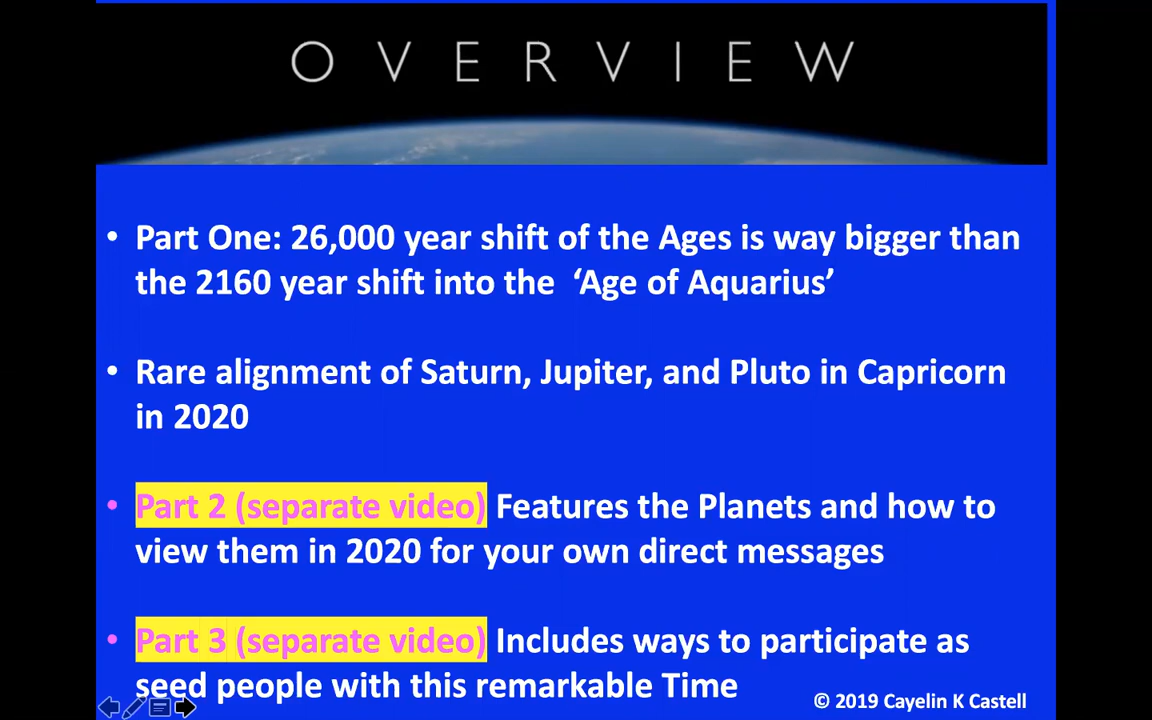 OVERVIEW
• Part One: 26,000 year shift of the Ages is way bigger than
the 2160 year shift into the ‘Age of Aquarius’
• Rare alignment of Saturn, Jupiter, and Pluto in Capricorn
in 2020
• Part 2 (separate video) Features the Planets and how to
view them in 2020 for your own direct messages
• Part 3 (separate video) Includes ways to participate as
seed people with this remarkable Time
© 2019 Cayelin K Castell